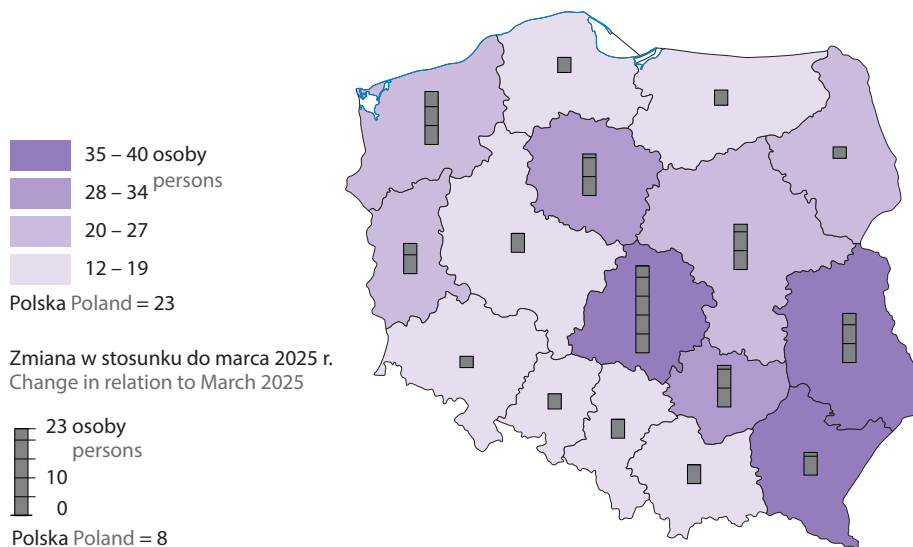 35 – 40 osoby
persons
28 – 34
20 – 27
12 – 19
Polska Poland = 23
Zmiana w stosunku do marca 2025 r.
Change in relation to March 2025
23 osoby
persons
10
0
Polska Poland = 8